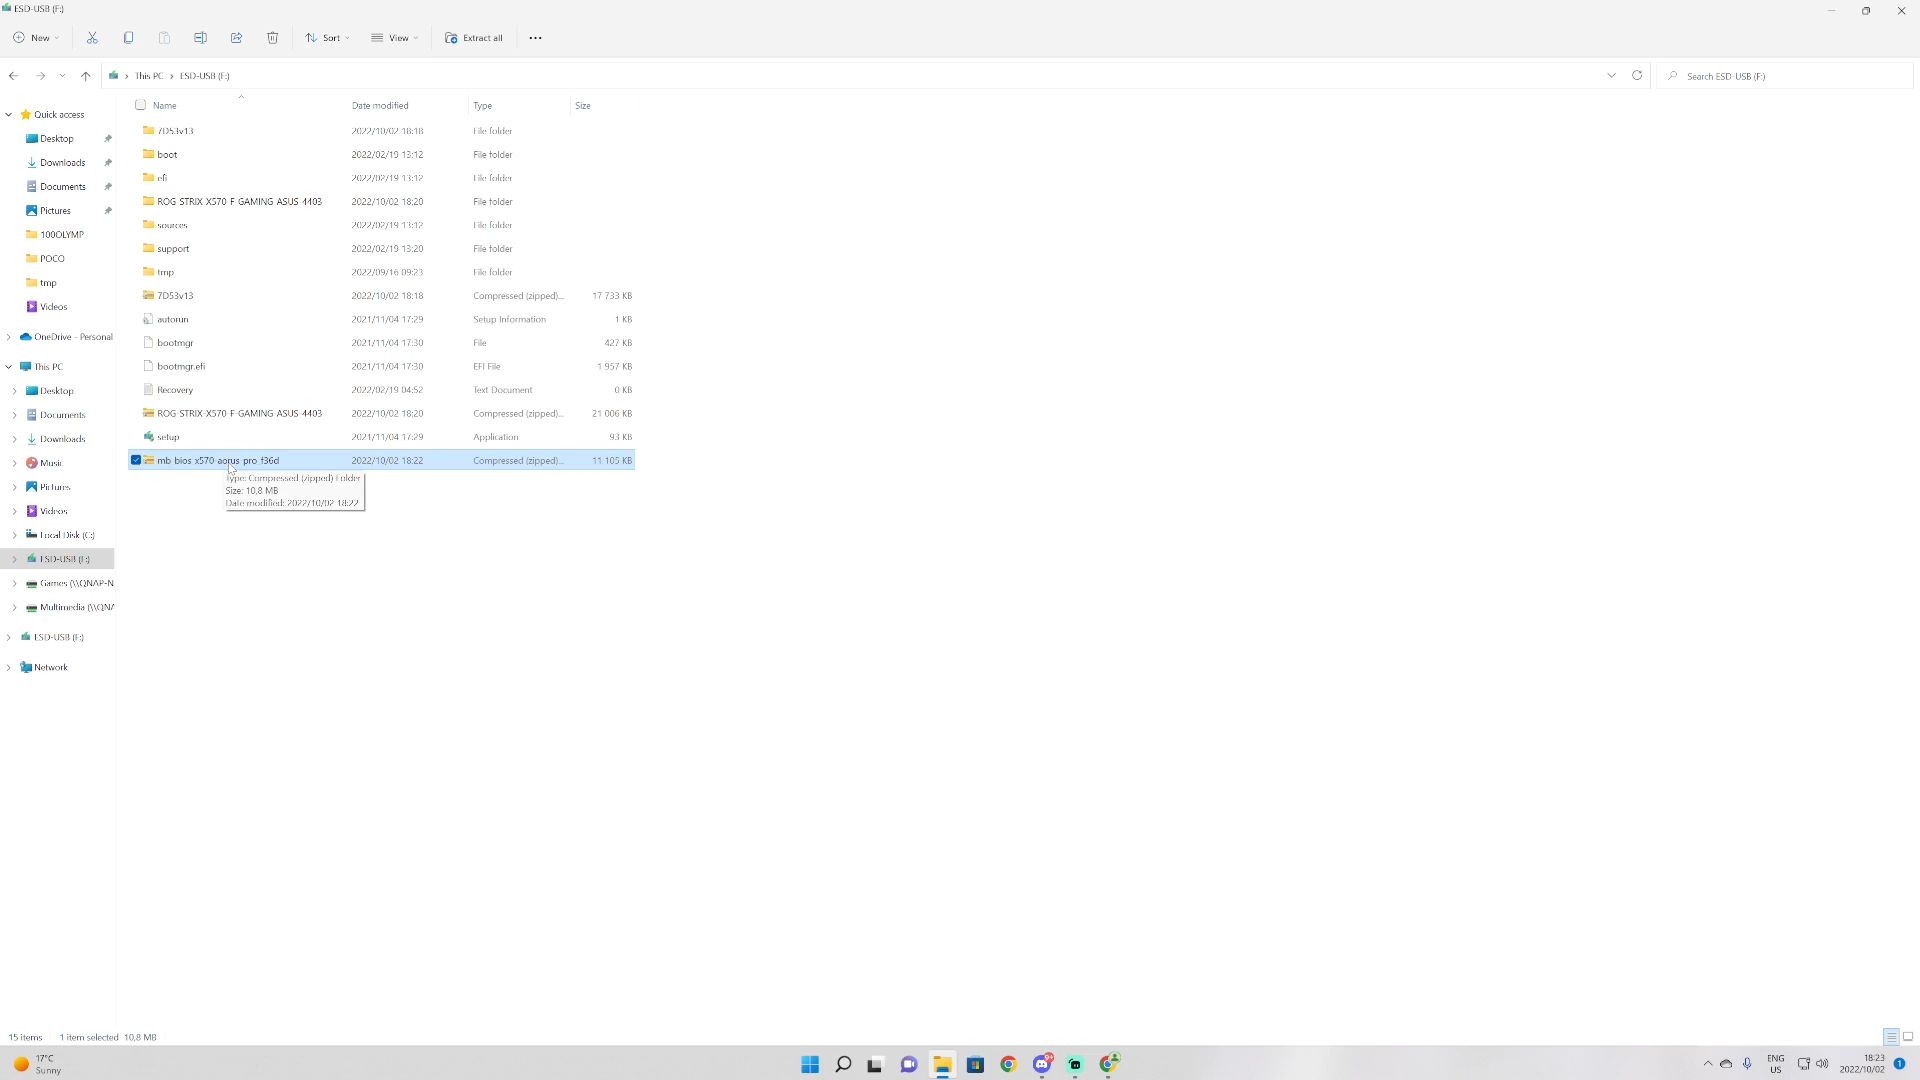 ESD-USB (F:)
New
Sort
View
Extract all
This PC > ESD-USB (F:)
Search ESD-USB (F:)
Name Date modified Type Size
7D53v13 2022/10/02 18:18 File folder
boot 2022/02/19 13:12 File folder
efi 2022/02/19 13:12 File folder
ROG STRIX X570 F GAMING ASUS 4403 2022/10/02 18:20 File folder
sources 2022/02/19 13:12 File folder
support 2022/02/19 13:20 File folder
tmp 2022/09/16 09:23 File folder
7D53v13 2022/10/02 18:18 Compressed (zipped)... 17 733 KB
autorun 2021/11/04 17:29 Setup Information 1 KB
bootmgr 2021/11/04 17:30 File 427 KB
bootmgr.efi 2021/11/04 17:30 EFI File 1 957 KB
Recovery 2022/02/19 04:52 Text Document 0 KB
ROG-STRIX-X570-F-GAMING-ASUS-4403 2022/10/02 18:20 Compressed (zipped)... 21 006 KB
setup 2021/11/04 17:29 Application 93 KB
mb_bios_x570-aorus-pro_f36d 2022/10/02 18:22 Compressed (zipped)... 11 105 KB
Type: Compressed (zipped) Folder
Size: 10,8 MB
Date modified: 2022/10/02 18:22
Quick access
Desktop
Downloads
Documents
Pictures
100OLYMP
POCO
tmp
Videos
OneDrive - Personal
This PC
Desktop
Documents
Downloads
Music
Pictures
Videos
Local Disk (C:)
ESD-USB (F:)
Games (\\QNAP-N
Multimedia (\\QNA
ESD-USB (F:)
Network
15 items 1 item selected 10,8 MB
17°C
Sunny
9+
ENG
US
18:23
2022/10/02
1